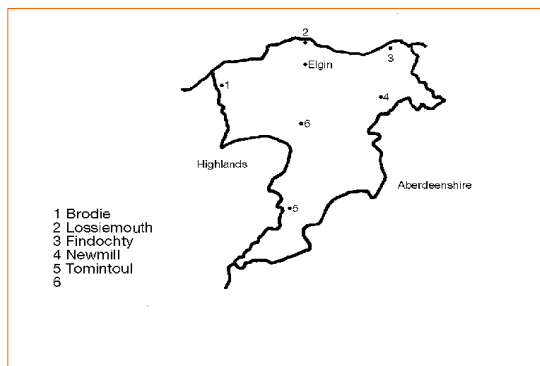 2
Elgin
3
1
4
6
Highlands
Aberdeenshire
5
1 Brodie
2 Lossiemouth
3 Findochty
4 Newmill
5 Tomintoul
6